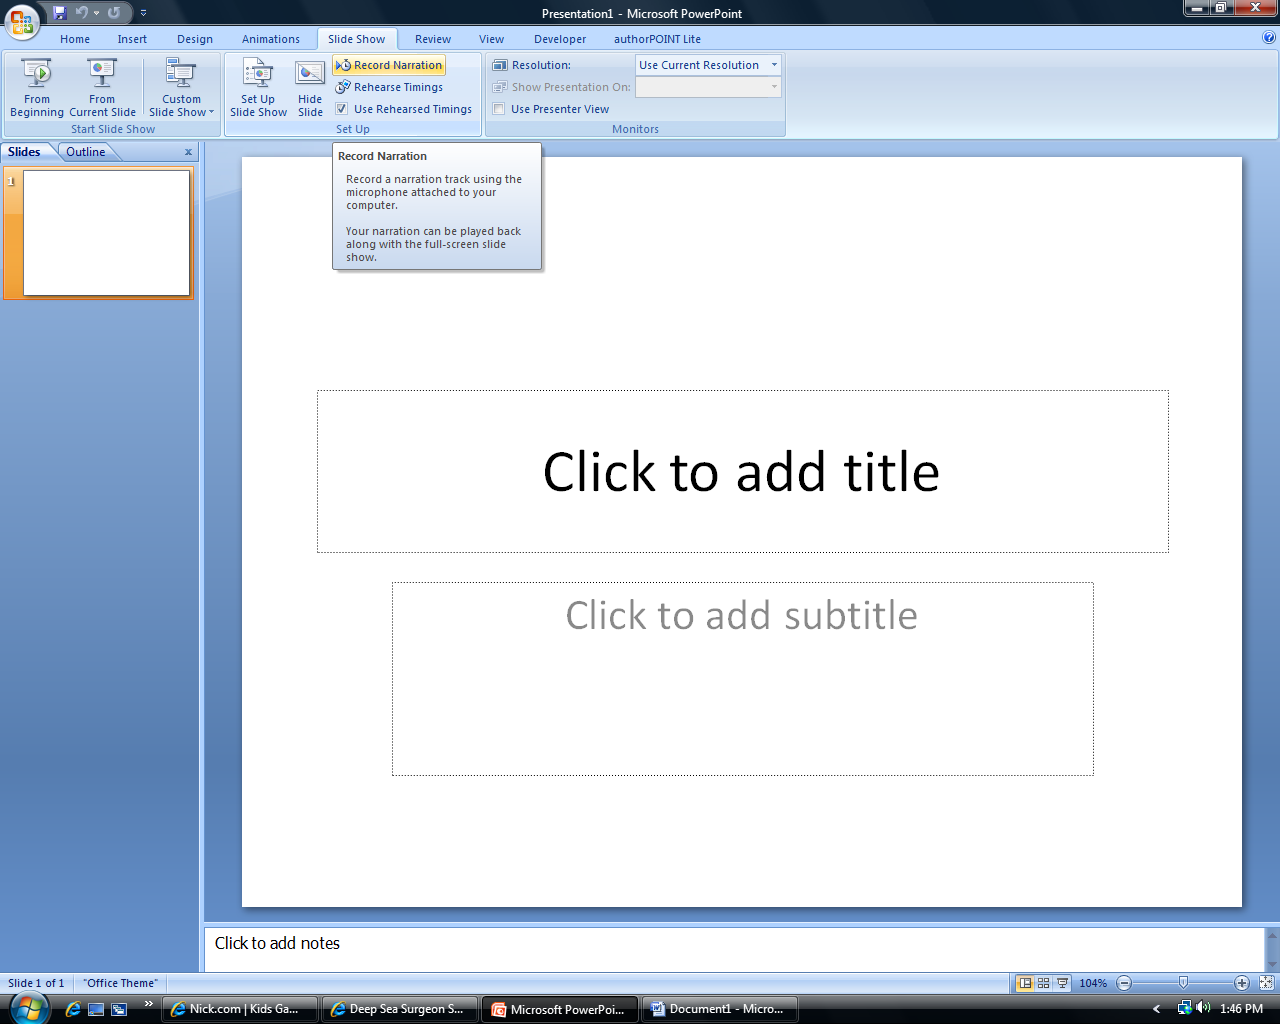 Presentation1 - Microsoft PowerPoint
Home Insert Design Animations Slide Show Review View Developer authorPOINT Lite
From Beginning
From Current Slide
Custom Slide Show
Start Slide Show
Set Up Slide Show
Hide Slide
Record Narration
Rehearse Timings
Use Rehearsed Timings
Set Up
Resolution: Use Current Resolution
Show Presentation On:
Use Presenter View
Monitors
Slides Outline x
1
Record Narration
Record a narration track using the
microphone attached to your
computer.
Your narration can be played back
along with the full-screen slide
show.
Click to add title
Click to add subtitle
Click to add notes
Slide 1 of 1 "Office Theme" 104%
Nick.com | Kids Ga... Deep Sea Surgeon S... Microsoft PowerPoi... Document1 - Micro... 1:46 PM